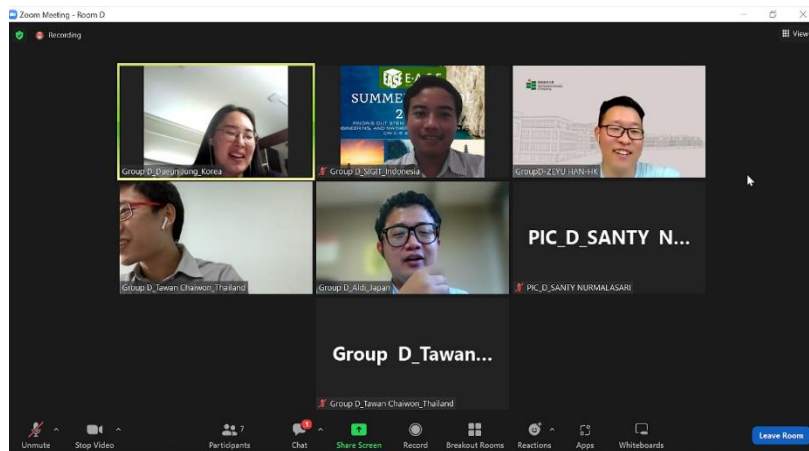 Zoom Meeting - Room D
Recording
View
E-ASE
SUMME
2
Group D_Daeun Jung_Korea
Group D_SIGIT_Indonesia
GroupD-ZEYU HAN-HK
Group D_Tawan Chaiwon_Thailand
Group D_Aldi_Japan
PIC_D_SANTY N...
PIC_D_SANTY NURMALASARI
Group D_Tawan...
Group D_Tawan Chaiwon_Thailand
Unmute
Stop Video
7
Participants
1
Chat
Share Screen
Record
Breakout Rooms
Reactions
Apps
Whiteboards
Leave Room